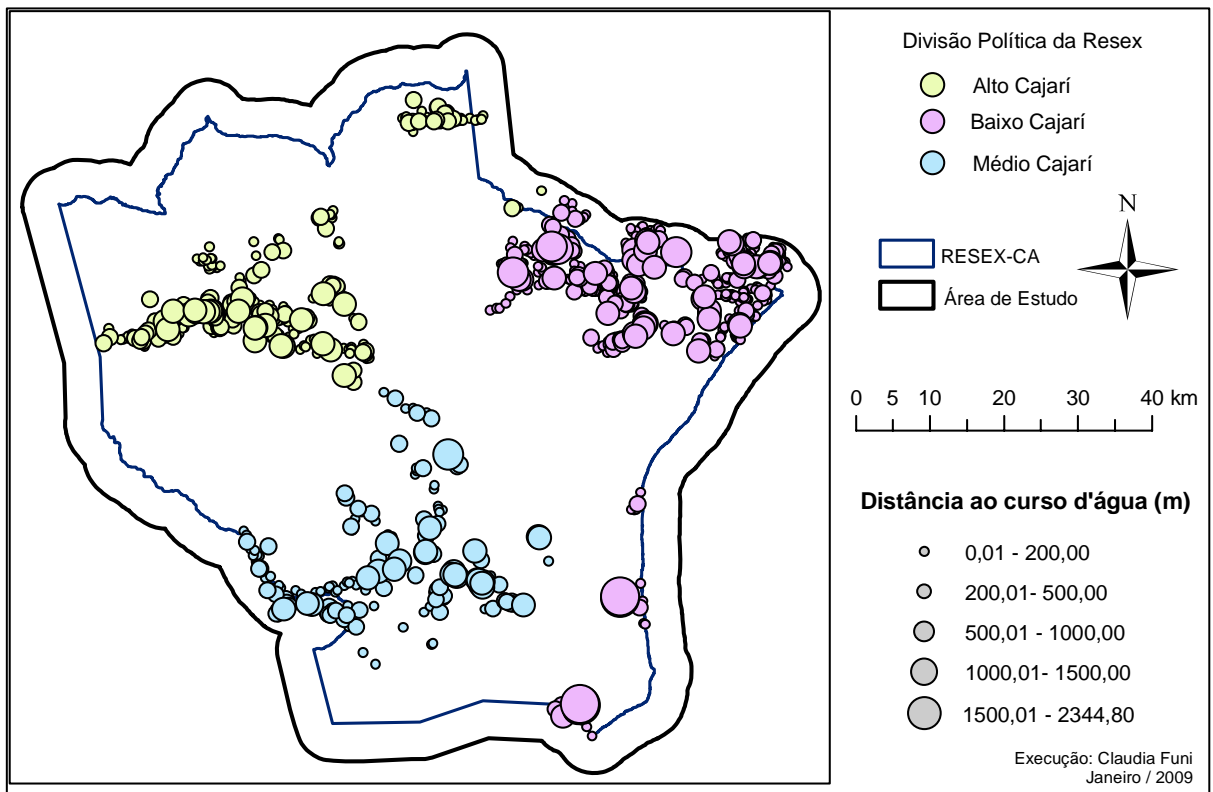 Divisão Política da Resex
Alto Cajarí
Baixo Cajarí
Médio Cajarí
N
RESEX-CA
Área de Estudo
0 5 10 20 30 40 km
Distância ao curso d'água (m)
0,01 - 200,00
200,01- 500,00
500,01 - 1000,00
1000,01- 1500,00
1500,01 - 2344,80
Execução: Claudia Funi
Janeiro / 2009